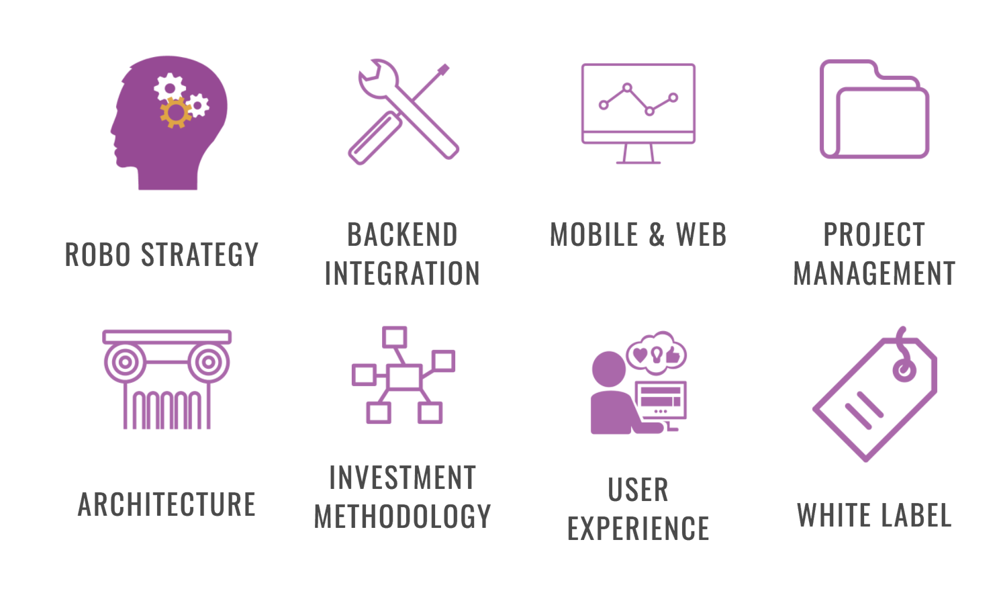 ROBO STRATEGY
BACKEND
INTEGRATION
MOBILE & WEB
PROJECT
MANAGEMENT
ARCHITECTURE
INVESTMENT
METHODOLOGY
USER
EXPERIENCE
WHITE LABEL